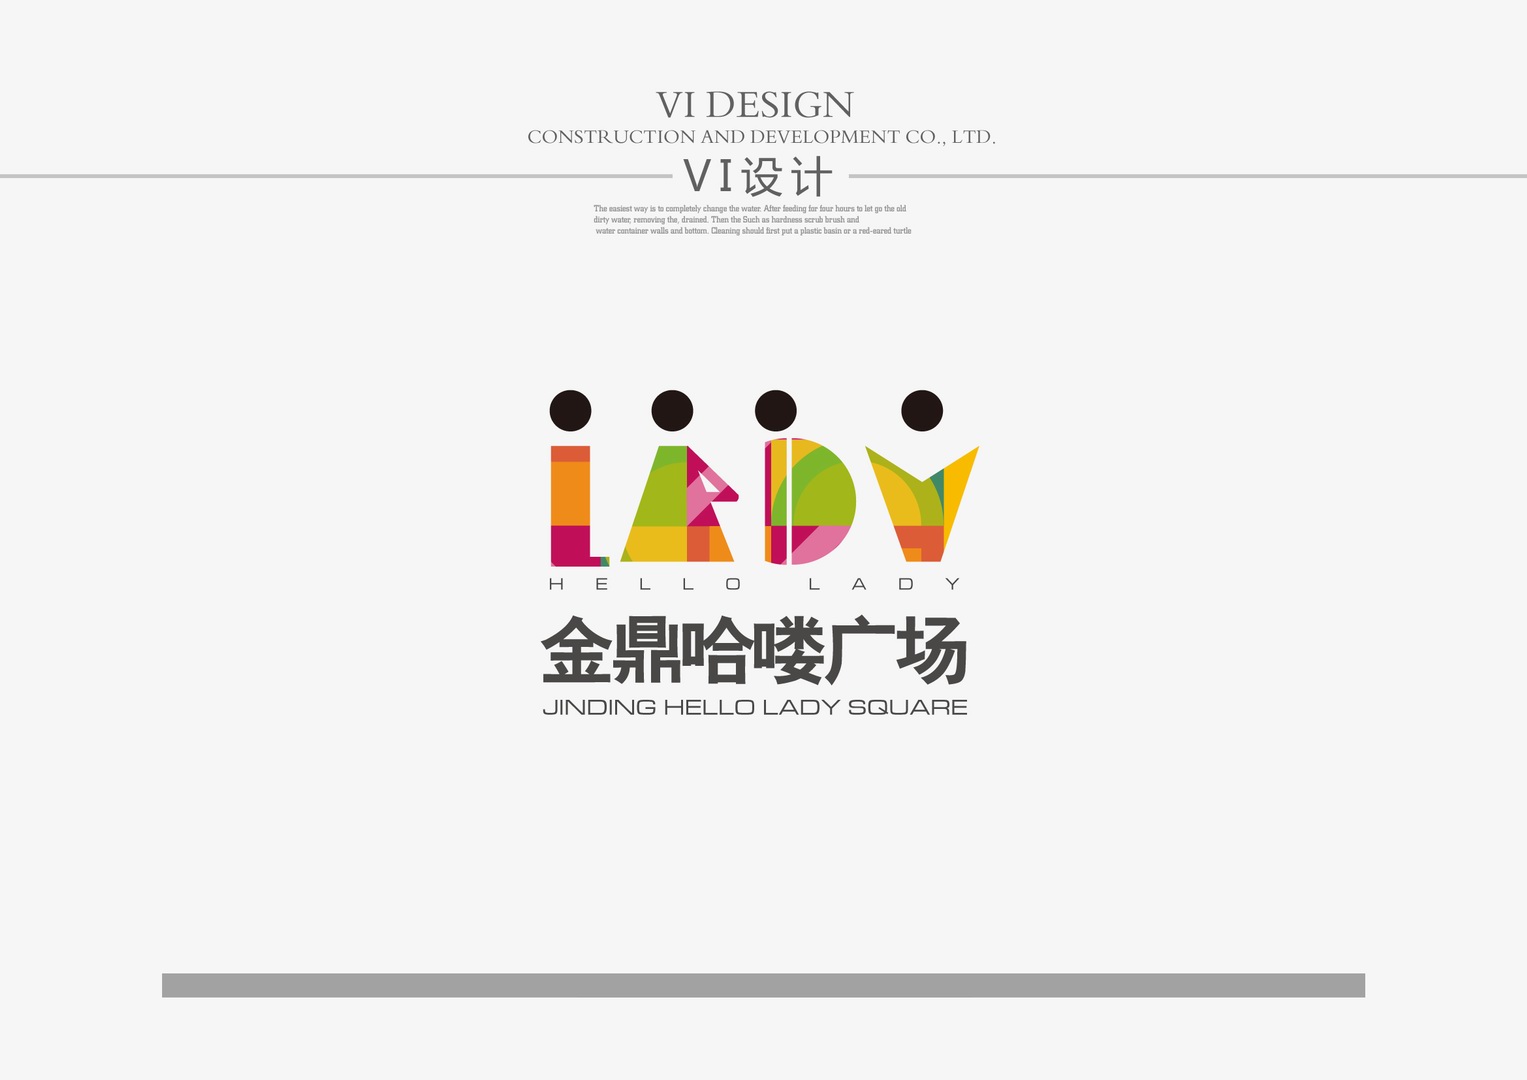 VI DESIGN
CONSTRUCTION AND DEVELOPMENT CO., LTD.
VI设计
The easiest way is to completely change the water. After feeding for four hours to let go the old
dirty water, removing the, drained. Then the Such as hardness scrub brush and
water container walls and bottom. Cleaning should first put a plastic basin or a red-eared turtle
LADY
HELLO LADY
金鼎哈喽广场
JINDING HELLO LADY SQUARE